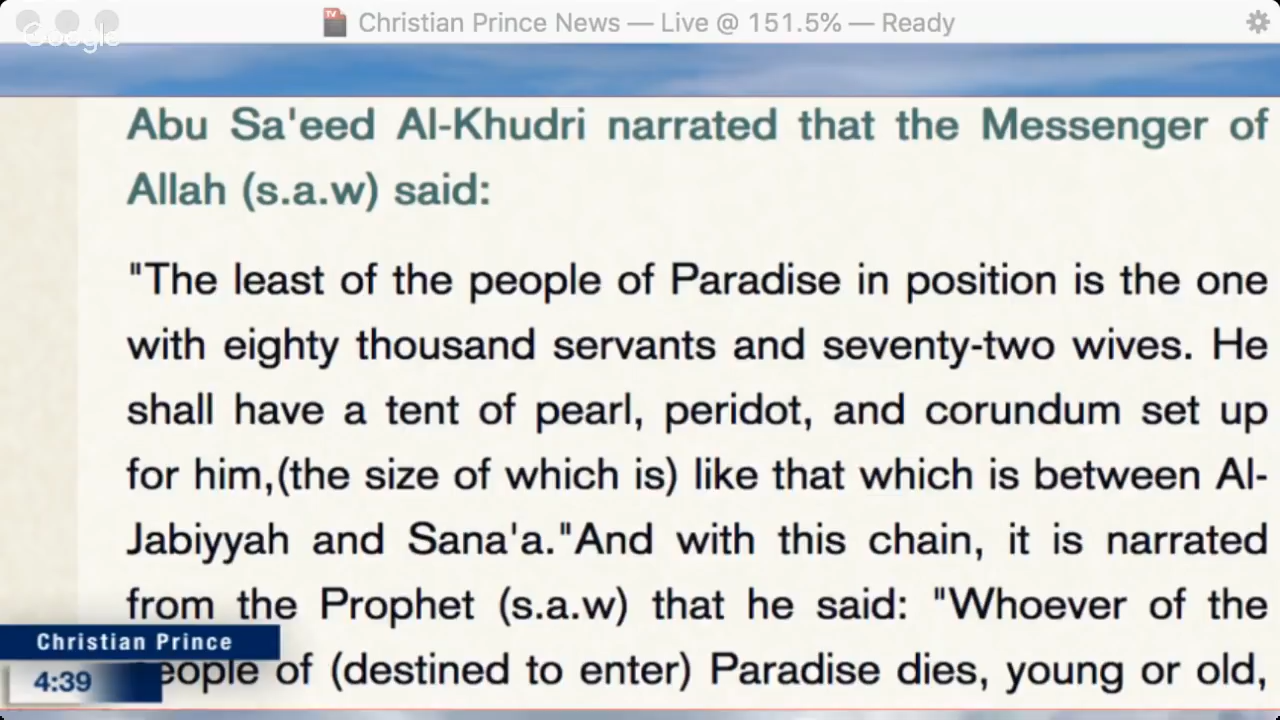 Christian Prince News — Live @ 151.5% — Ready
Google
Abu Sa'eed Al-Khudri narrated that the Messenger of
Allah (s.a.w) said:
"The least of the people of Paradise in position is the one
with eighty thousand servants and seventy-two wives. He
shall have a tent of pearl, peridot, and corundum set up
for him,(the size of which is) like that which is between Al-
Jabiyyah and Sana'a."And with this chain, it is narrated
from the Prophet (s.a.w) that he said: "Whoever of the
people of (destined to enter) Paradise dies, young or old,
Christian Prince
4:39
TV